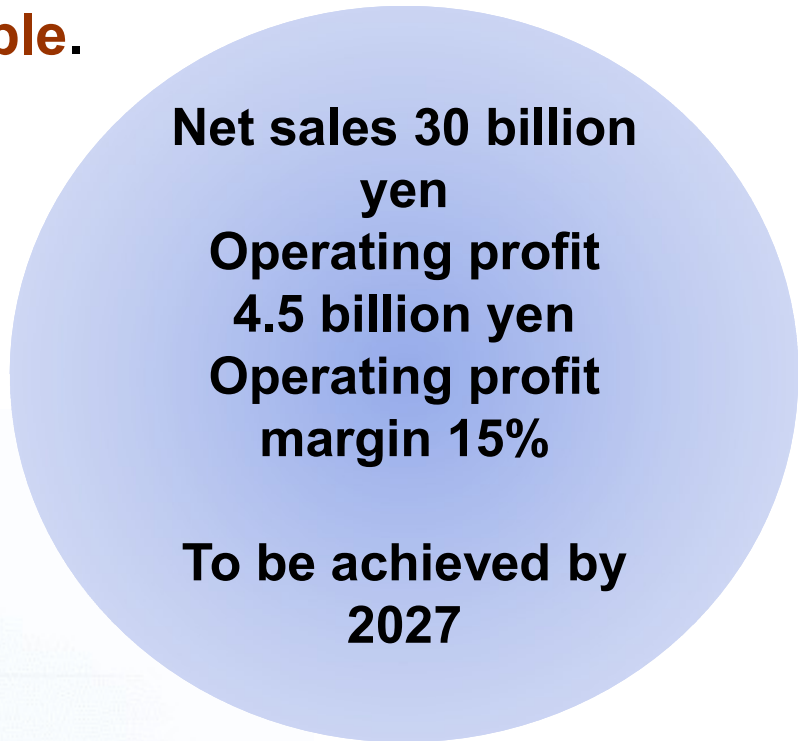 ple.
Net sales 30 billion
yen
Operating profit
4.5 billion yen
Operating profit
margin 15%
To be achieved by
2027